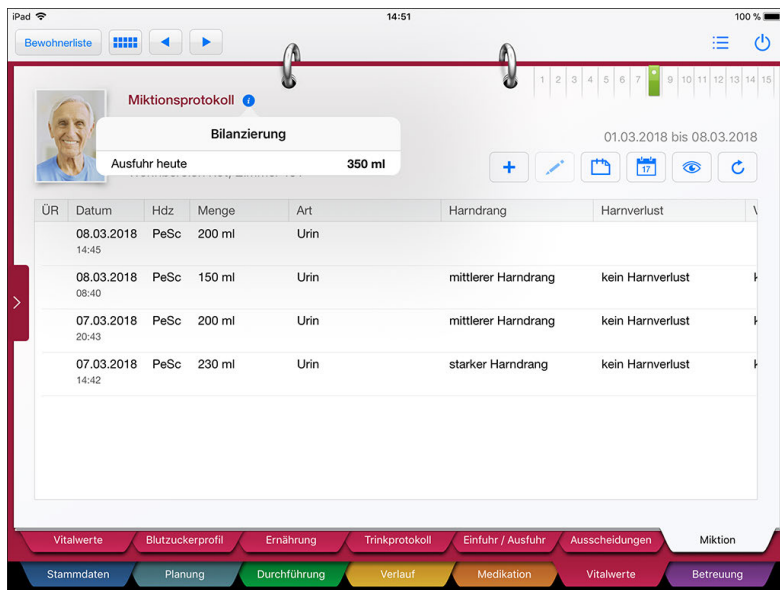 iPad 14:51 100 %
Bewohnerliste
1 2 3 4 5 6 7 9 10 11 12 13 14 15
Miktionsprotokoll i
Bilanzierung
Ausfuhr heute 350 ml
01.03.2018 bis 08.03.2018
17
ÜR Datum Hdz Menge Art Harndrang Harnverlust
08.03.2018 PeSc 200 ml Urin
14:45
08.03.2018 PeSc 150 ml Urin mittlerer Harndrang kein Harnverlust
08:40
07.03.2018 PeSc 200 ml Urin mittlerer Harndrang kein Harnverlust
20:43
07.03.2018 PeSc 230 ml Urin starker Harndrang kein Harnverlust
14:42
Vitalwerte Blutzuckerprofil Ernährung Trinkprotokoll Einfuhr / Ausfuhr Ausscheidungen Miktion
Stammdaten Planung Durchführung Verlauf Medikation Vitalwerte Betreuung